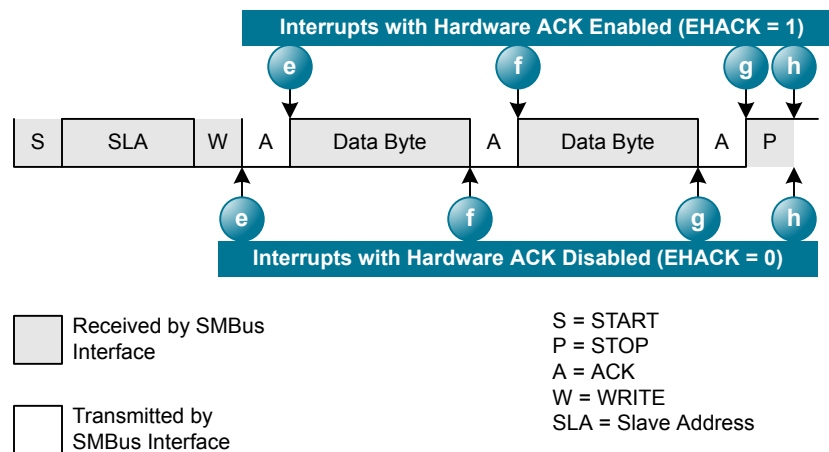 Interrupts with Hardware ACK Enabled (EHACK = 1)
e f g h
S SLA W A Data Byte A Data Byte A P
e f g h
Interrupts with Hardware ACK Disabled (EHACK = 0)
Received by SMBus
Interface
Transmitted by
SMBus Interface
S = START
P = STOP
A = ACK
W = WRITE
SLA = Slave Address